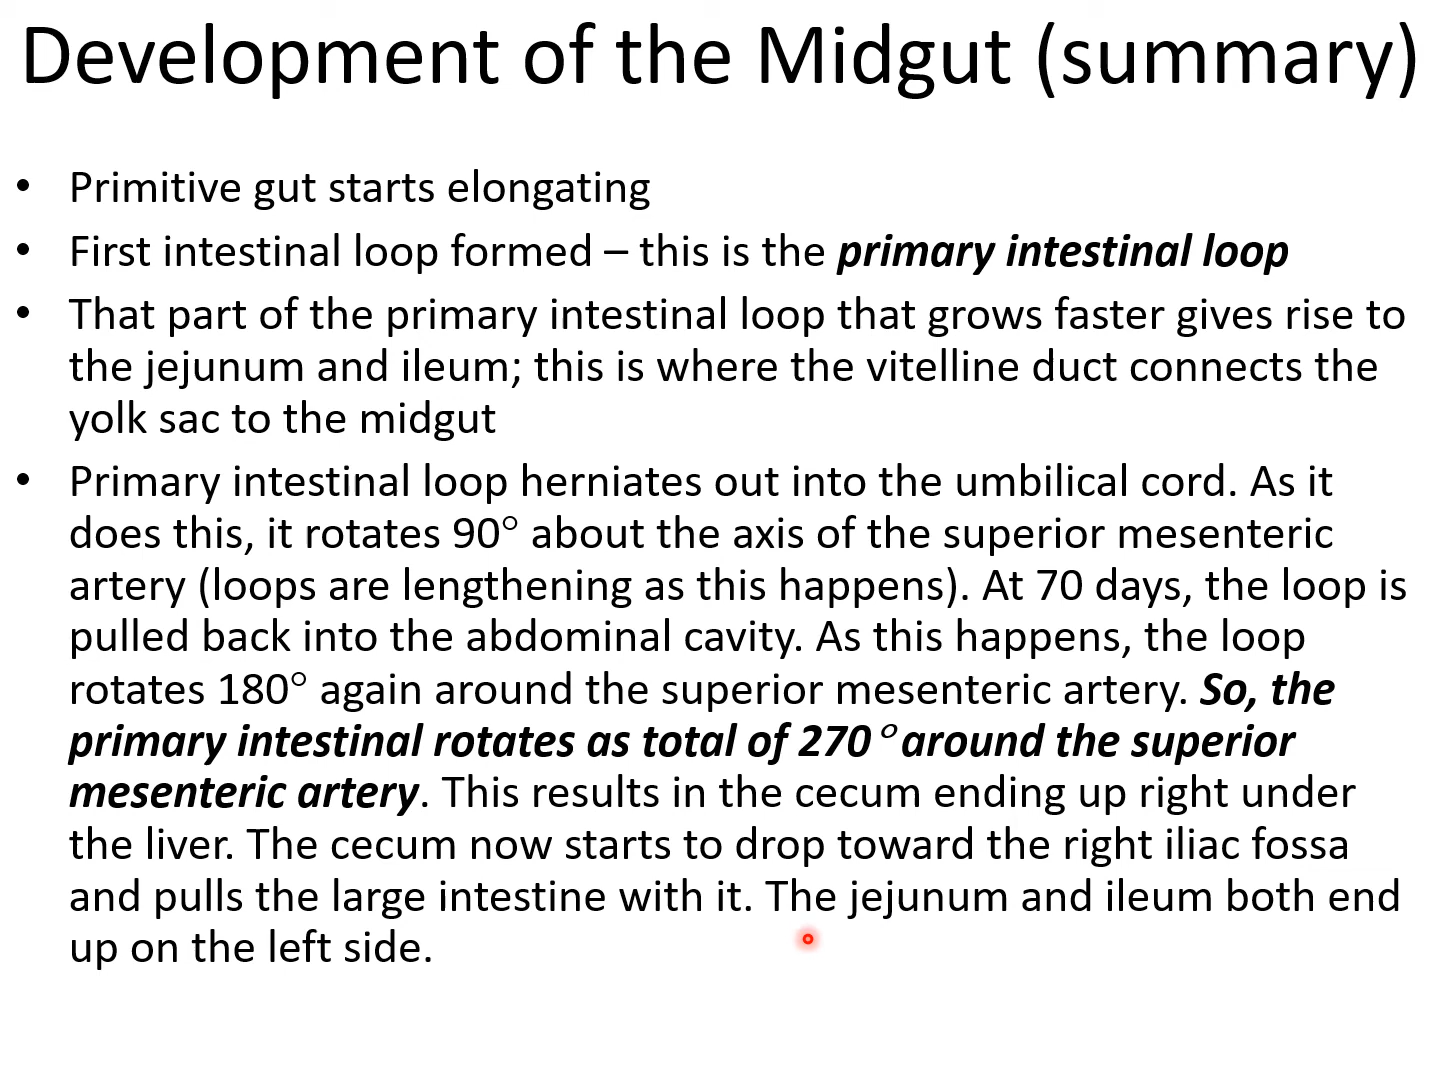 Development of the Midgut (summary)
• Primitive gut starts elongating
• First intestinal loop formed – this is the primary intestinal loop
• That part of the primary intestinal loop that grows faster gives rise to
the jejunum and ileum; this is where the vitelline duct connects the
yolk sac to the midgut
• Primary intestinal loop herniates out into the umbilical cord. As it
does this, it rotates 90° about the axis of the superior mesenteric
artery (loops are lengthening as this happens). At 70 days, the loop is
pulled back into the abdominal cavity. As this happens, the loop
rotates 180° again around the superior mesenteric artery. So, the
primary intestinal rotates as total of 270° around the superior
mesenteric artery. This results in the cecum ending up right under
the liver. The cecum now starts to drop toward the right iliac fossa
and pulls the large intestine with it. The jejunum and ileum both end
up on the left side.